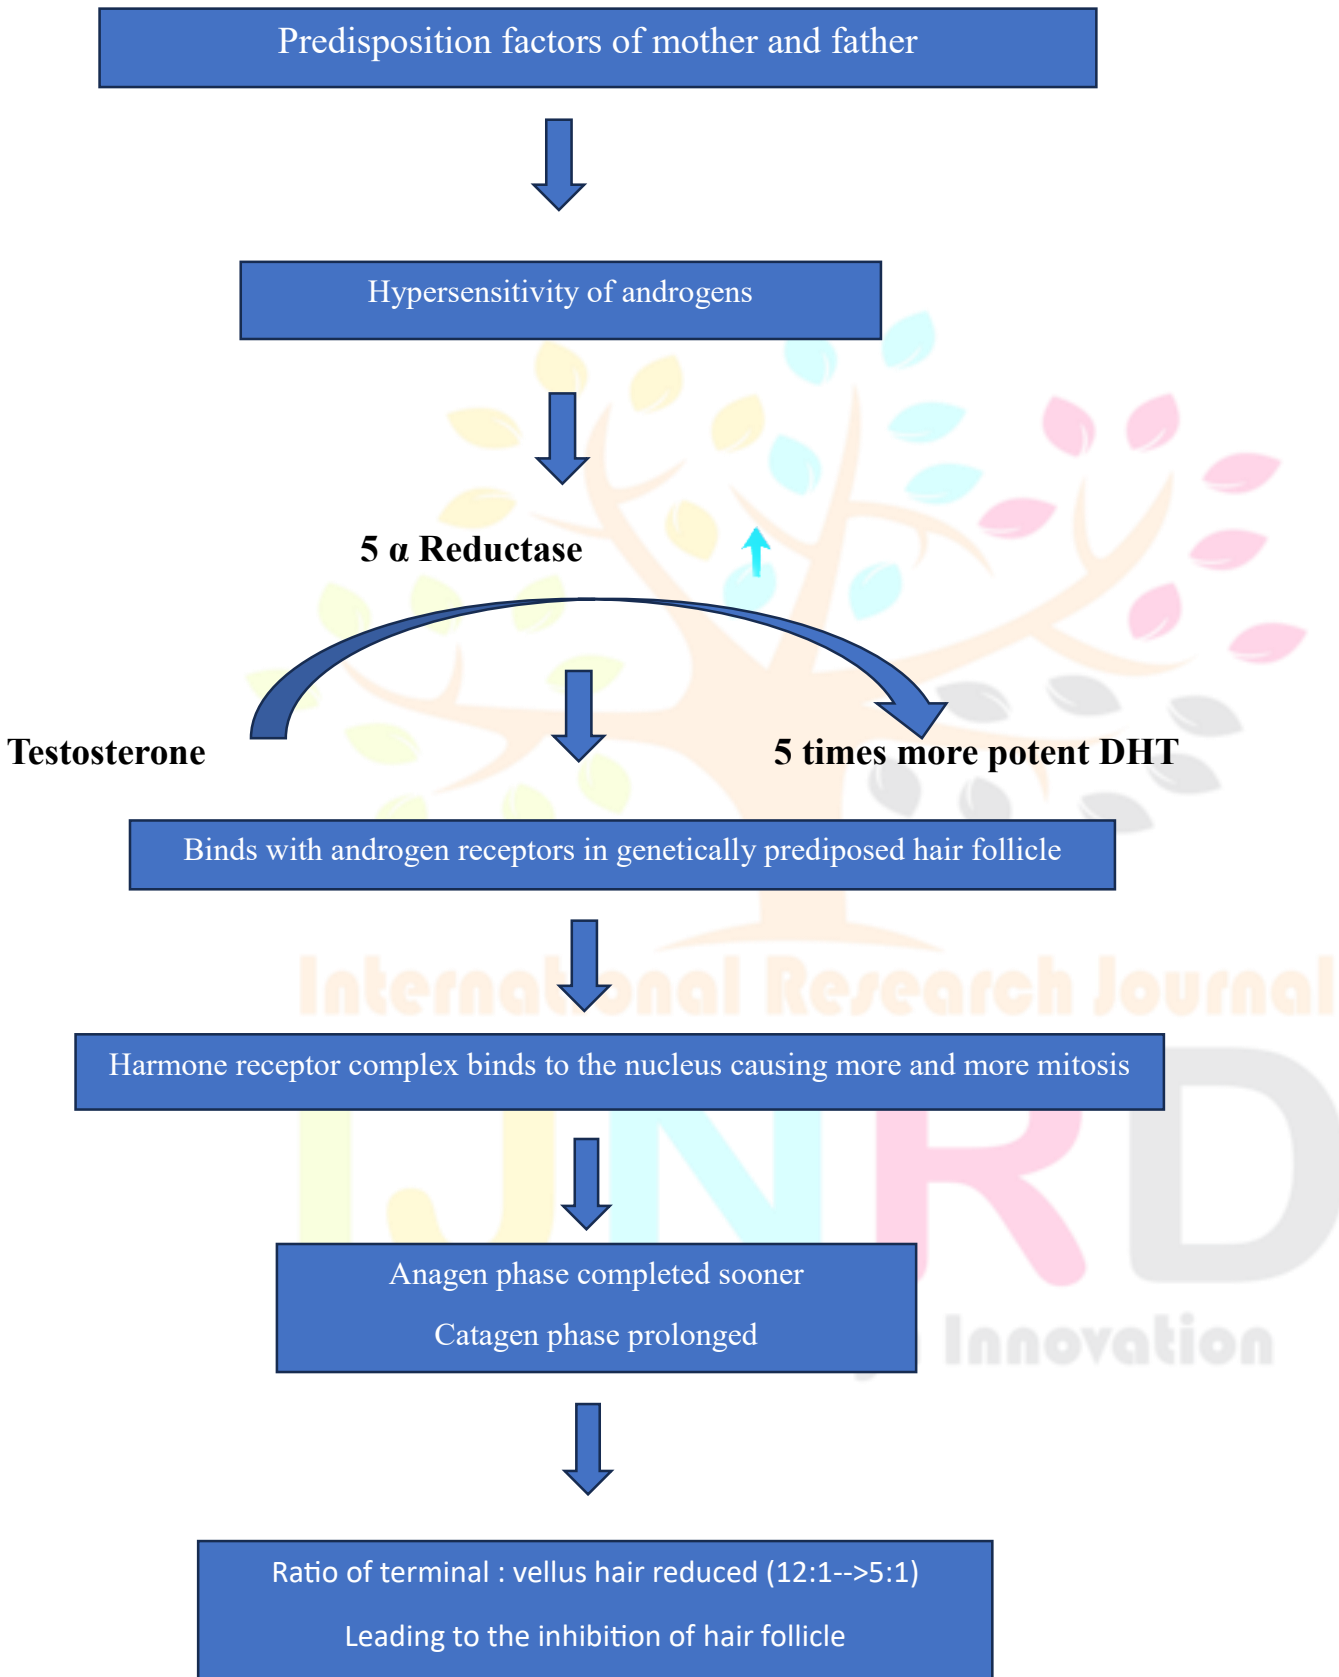 Predisposition factors of mother and father
Hypersensitivity of androgens
5 α Reductase
Testosterone
5 times more potent DHT
Binds with androgen receptors in genetically prediposed hair follicle
International Research Journal
Harmone receptor complex binds to the nucleus causing more and more mitosis
IJNRD
Anagen phase completed sooner
Catagen phase prolonged
Innovation
Ratio of terminal : vellus hair reduced (12:1-->5:1)
Leading to the inhibition of hair follicle